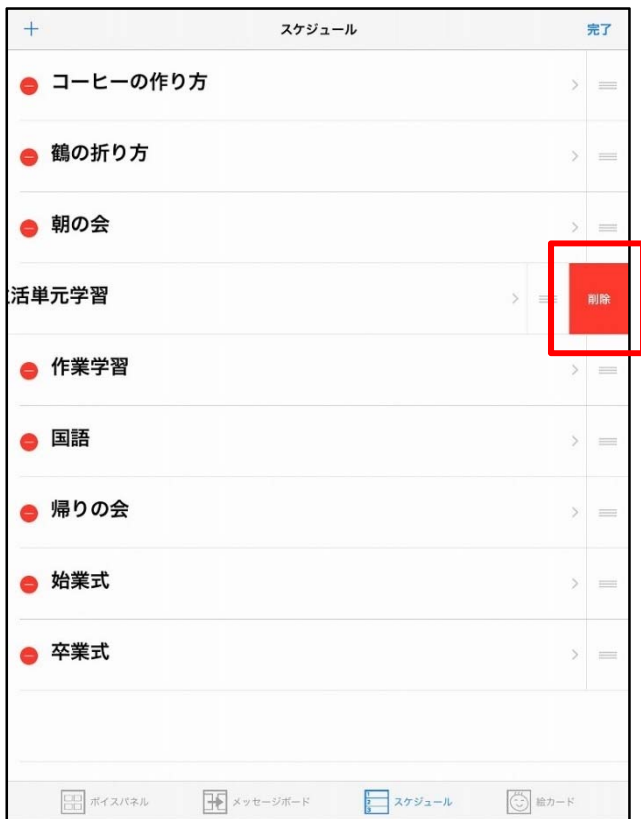 ＋ スケジュール 完了
コーヒーの作り方
鶴の折り方
朝の会
活単元学習 削除
作業学習
国語
帰りの会
始業式
卒業式
ボイスパネル メッセージボード 1 2 3 スケジュール 絵カード